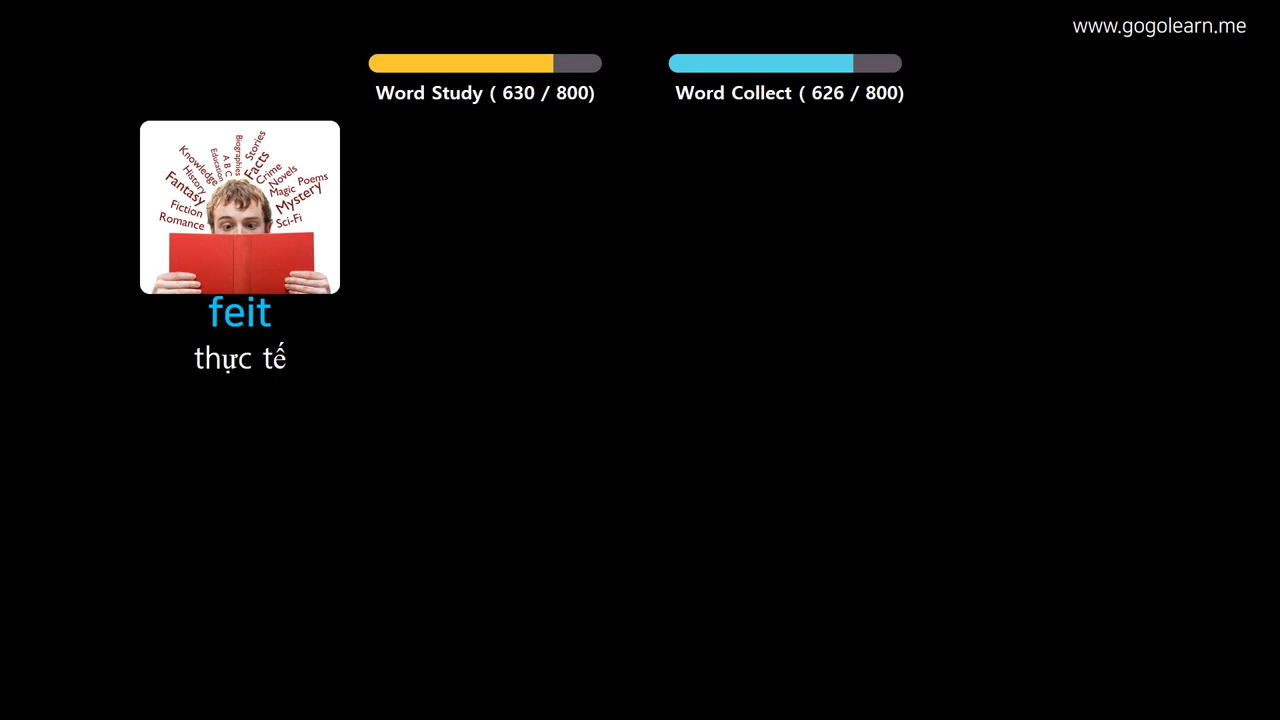 www.gogolearn.me
Word Study ( 630 / 800)
Word Collect ( 626 / 800)
Knowledge
History
Fantasy
Fiction
Romance
Education
A B C
Biographies
Stories
Facts
Crime
Novels
Magic
Poems
Mystery
Sci-Fi
feit
thực tế